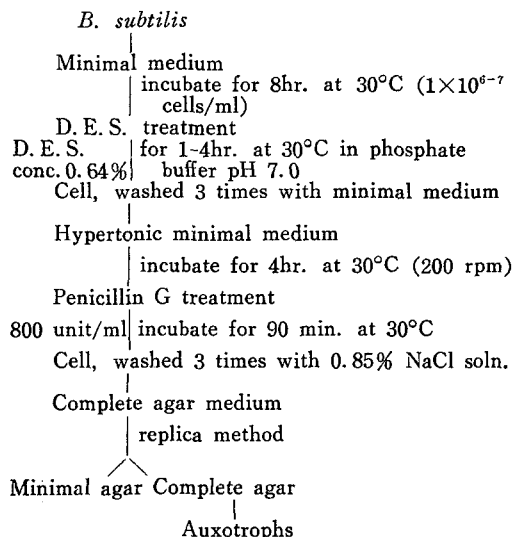 B. subtilis
Minimal medium
incubate for 8hr. at 30°C (1×10⁶⁻⁷
cells/ml)
D. E. S. treatment
D. E. S. for 1-4hr. at 30°C in phosphate
conc. 0.64% buffer pH 7.0
Cell, washed 3 times with minimal medium
Hypertonic minimal medium
incubate for 4hr. at 30°C (200 rpm)
Penicillin G treatment
800 unit/ml incubate for 90 min. at 30°C
Cell, washed 3 times with 0.85% NaCl soln.
Complete agar medium
replica method
Minimal agar Complete agar
Auxotrophs